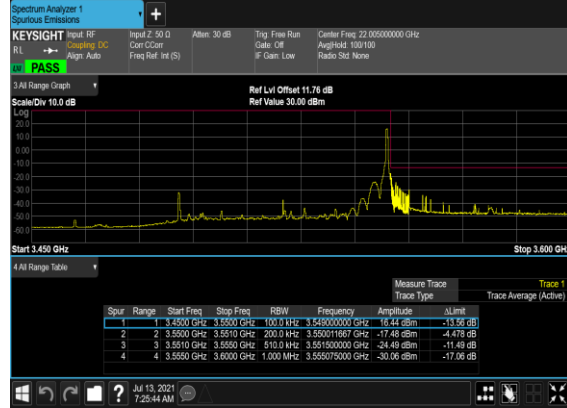 Spectrum Analyzer 1
Spurious Emissions
KEYSIGHT Input: RF Input Z: 50 Ω Atten: 30 dB Trig: Free Run Center Freq: 22.005000000 GHz
RL Coupling: DC Corr CCorr Gate: Off Avg|Hold: 100/100
Align: Auto Freq Ref: Int (S) IF Gain: Low Radio Std: None
PASS
3 All Range Graph
Ref Lvl Offset 11.76 dB
Scale/Div 10.0 dB Ref Value 30.00 dBm
Log
20.0
10.0
0.00
-10.0
-20.0
-30.0
-40.0
-50.0
-60.0
Start 3.450 GHz Stop 3.600 GHz
4 All Range Table
Measure Trace Trace 1
Trace Type Trace Average (Active)
Spur Range Start Freq Stop Freq RBW Frequency Amplitude ΔLimit
1 1 3.4500 GHz 3.5500 GHz 100.0 kHz 3.549000000 GHz 16.44 dBm -13.56 dB
2 2 3.5500 GHz 3.5510 GHz 200.0 kHz 3.550011667 GHz -17.48 dBm -4.478 dB
3 3 3.5510 GHz 3.5550 GHz 510.0 kHz 3.551500000 GHz -24.49 dBm -11.49 dB
4 4 3.5550 GHz 3.6000 GHz 1.000 MHz 3.555075000 GHz -30.06 dBm -17.06 dB
? Jul 13, 2021
7:25:44 AM